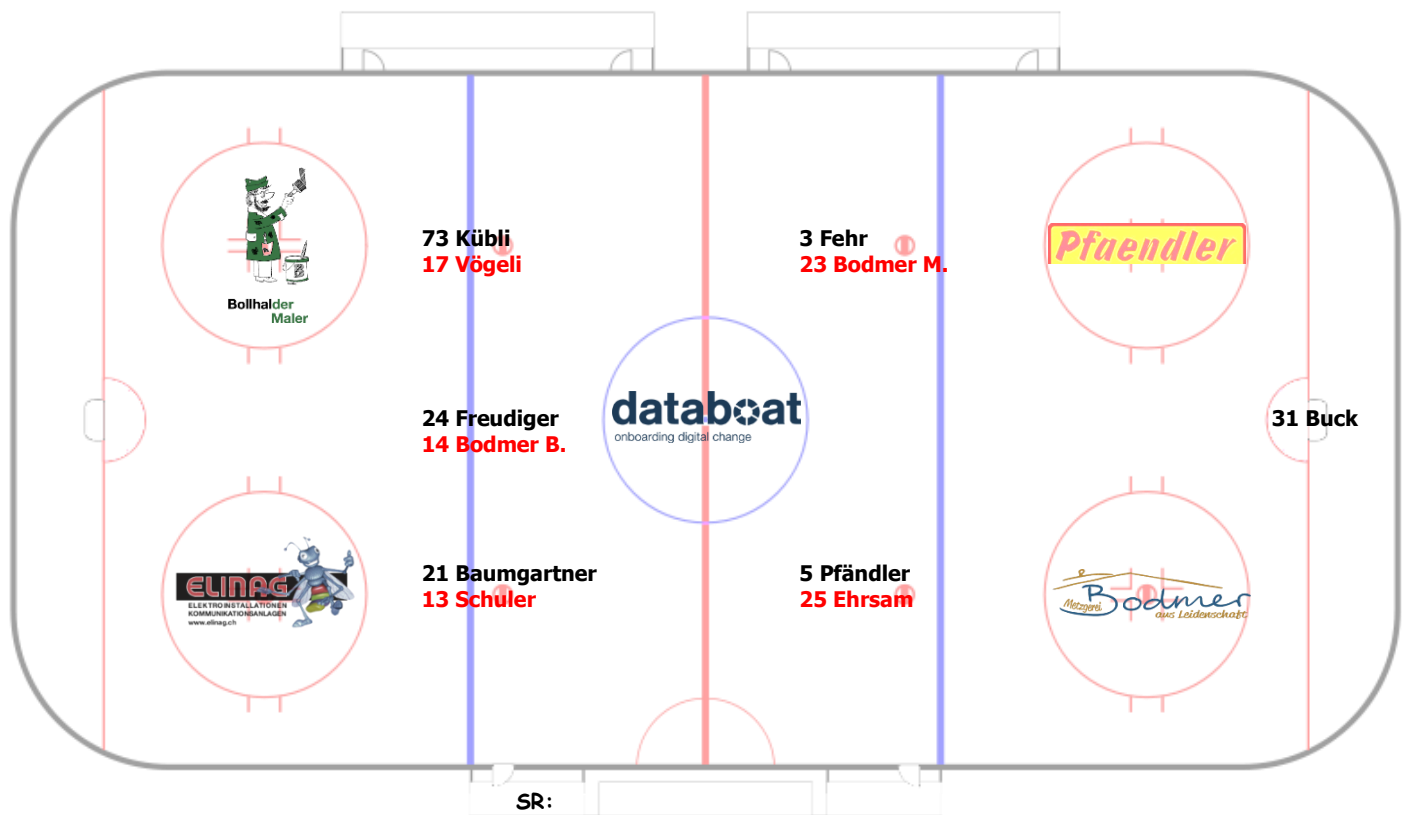 73 Kübli
17 Vögeli
3 Fehr
23 Bodmer M.
Pfaendler
Bollhalder
Maler
24 Freudiger
14 Bodmer B.
databoat
onboarding digital change
31 Buck
ELINAG
ELEKTROINSTALLATIONEN
KOMMUNIKATIONSANLAGEN
www.elinag.ch
21 Baumgartner
13 Schuler
5 Pfändler
25 Ehrsam
Metzgerei Bodmer
aus Leidenschaft.
SR: